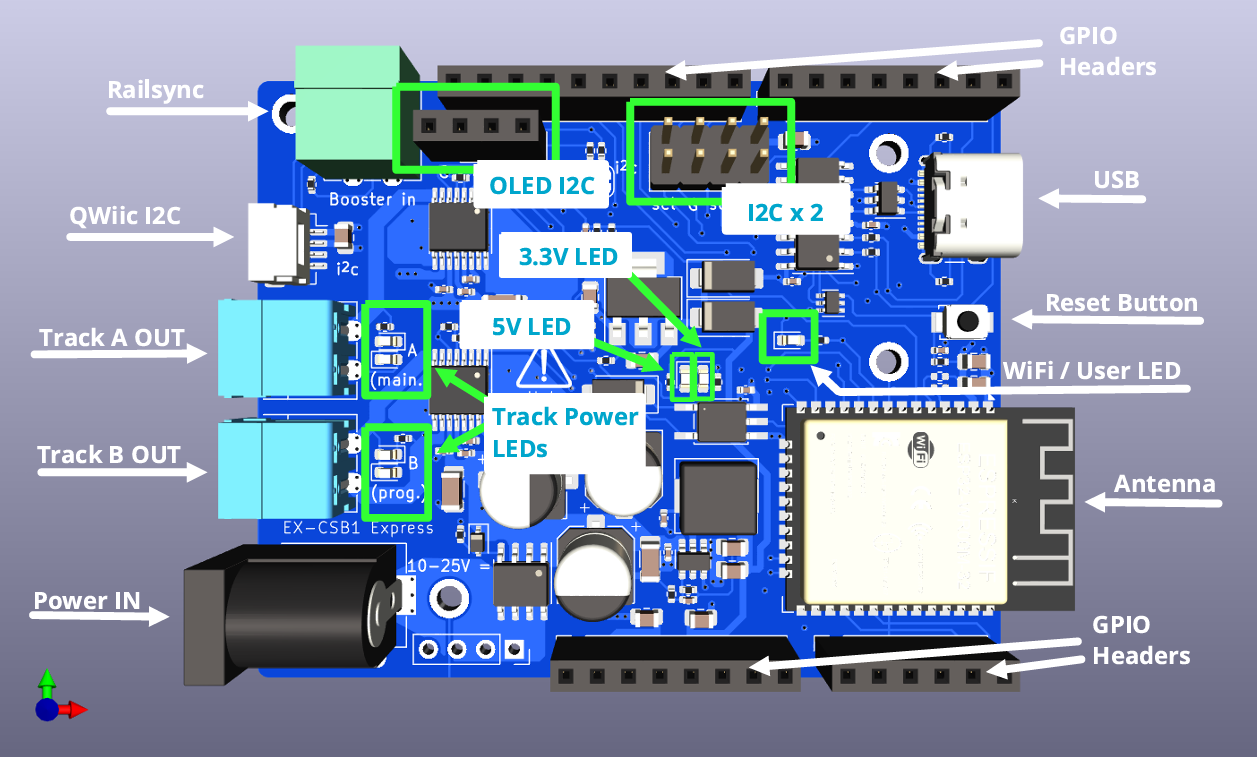 GPIO
Headers
Railsync
OLED I2C
i²c
Booster in
I2C x 2
USB
QWiic I2C
i²c
3.3V LED
Reset Button
5V LED
Track A OUT
A
(main.
WiFi / User LED
Track Power
LEDs
Track B OUT
B
(prog.)
WiFi
Antenna
EX-CSB1 Express
10-25V =
Power IN
GPIO
Headers